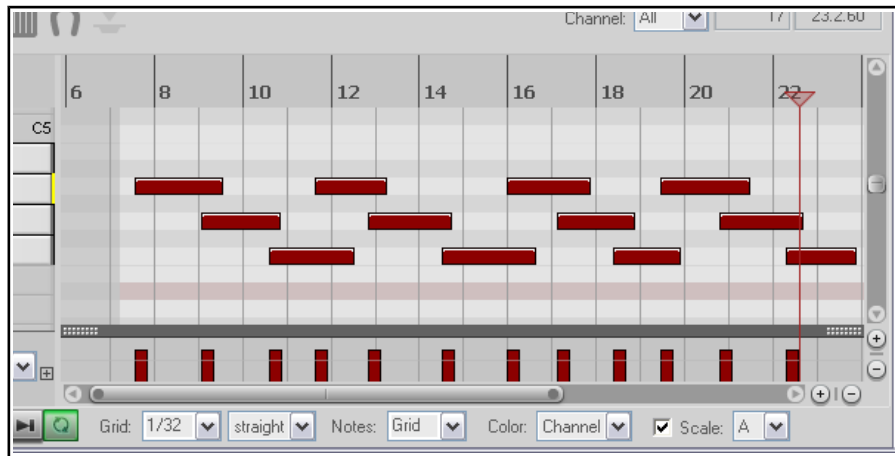 Channel: All 17 23.2.60
6 8 10 12 14 16 18 20 22
C5
Grid: 1/32 straight Notes: Grid Color: Channel Scale: A